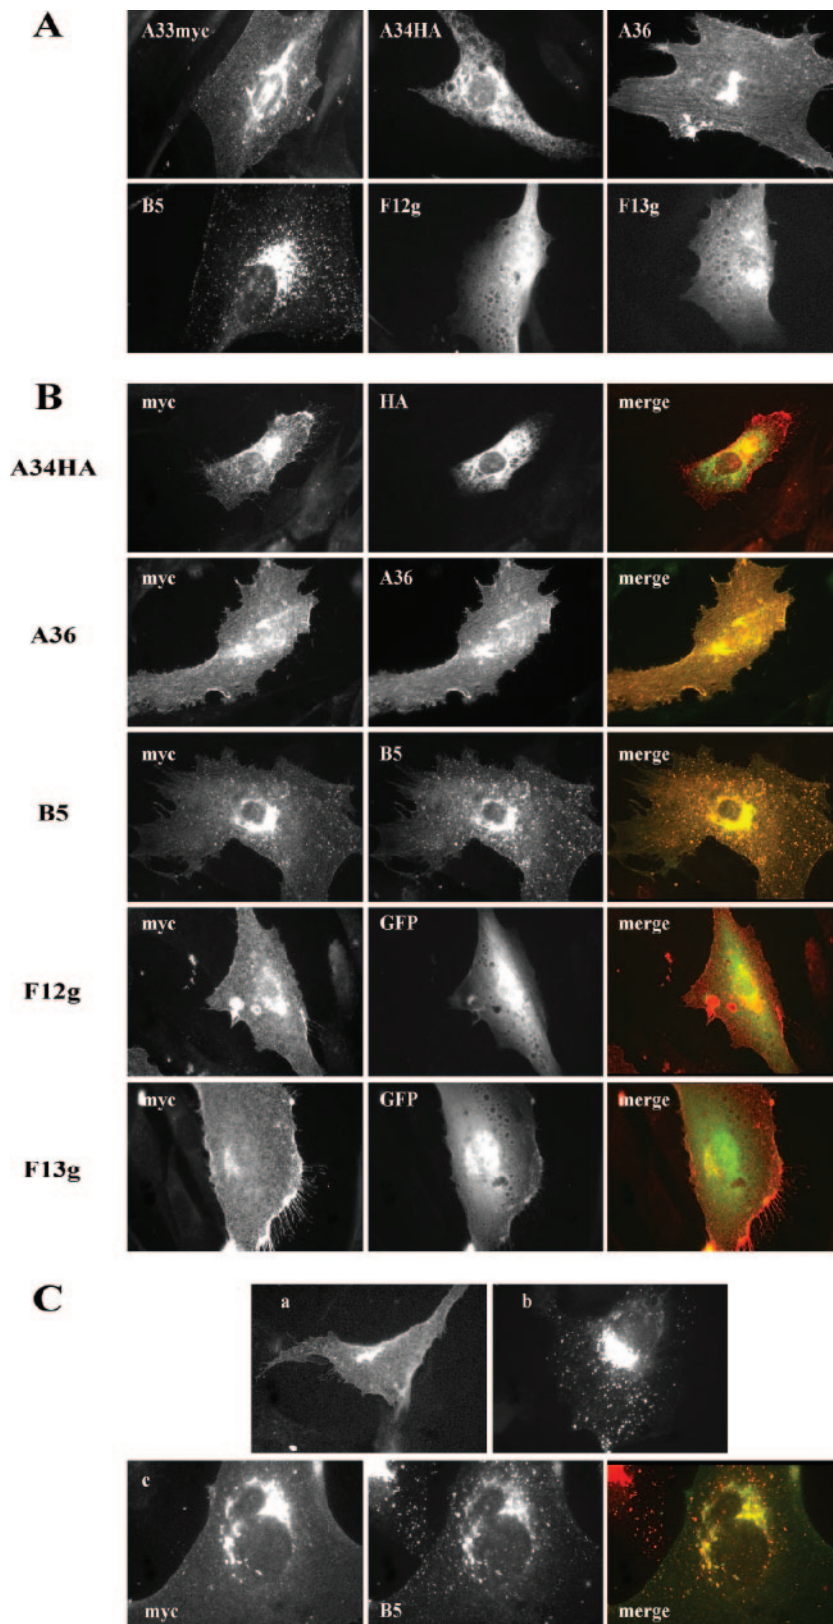 A
A33myc A34HA A36
B5 F12g F13g
B
myc HA merge
A34HA
myc A36 merge
A36
myc B5 merge
B5
myc GFP merge
F12g
myc GFP merge
F13g
C
a b
c
myc B5 merge